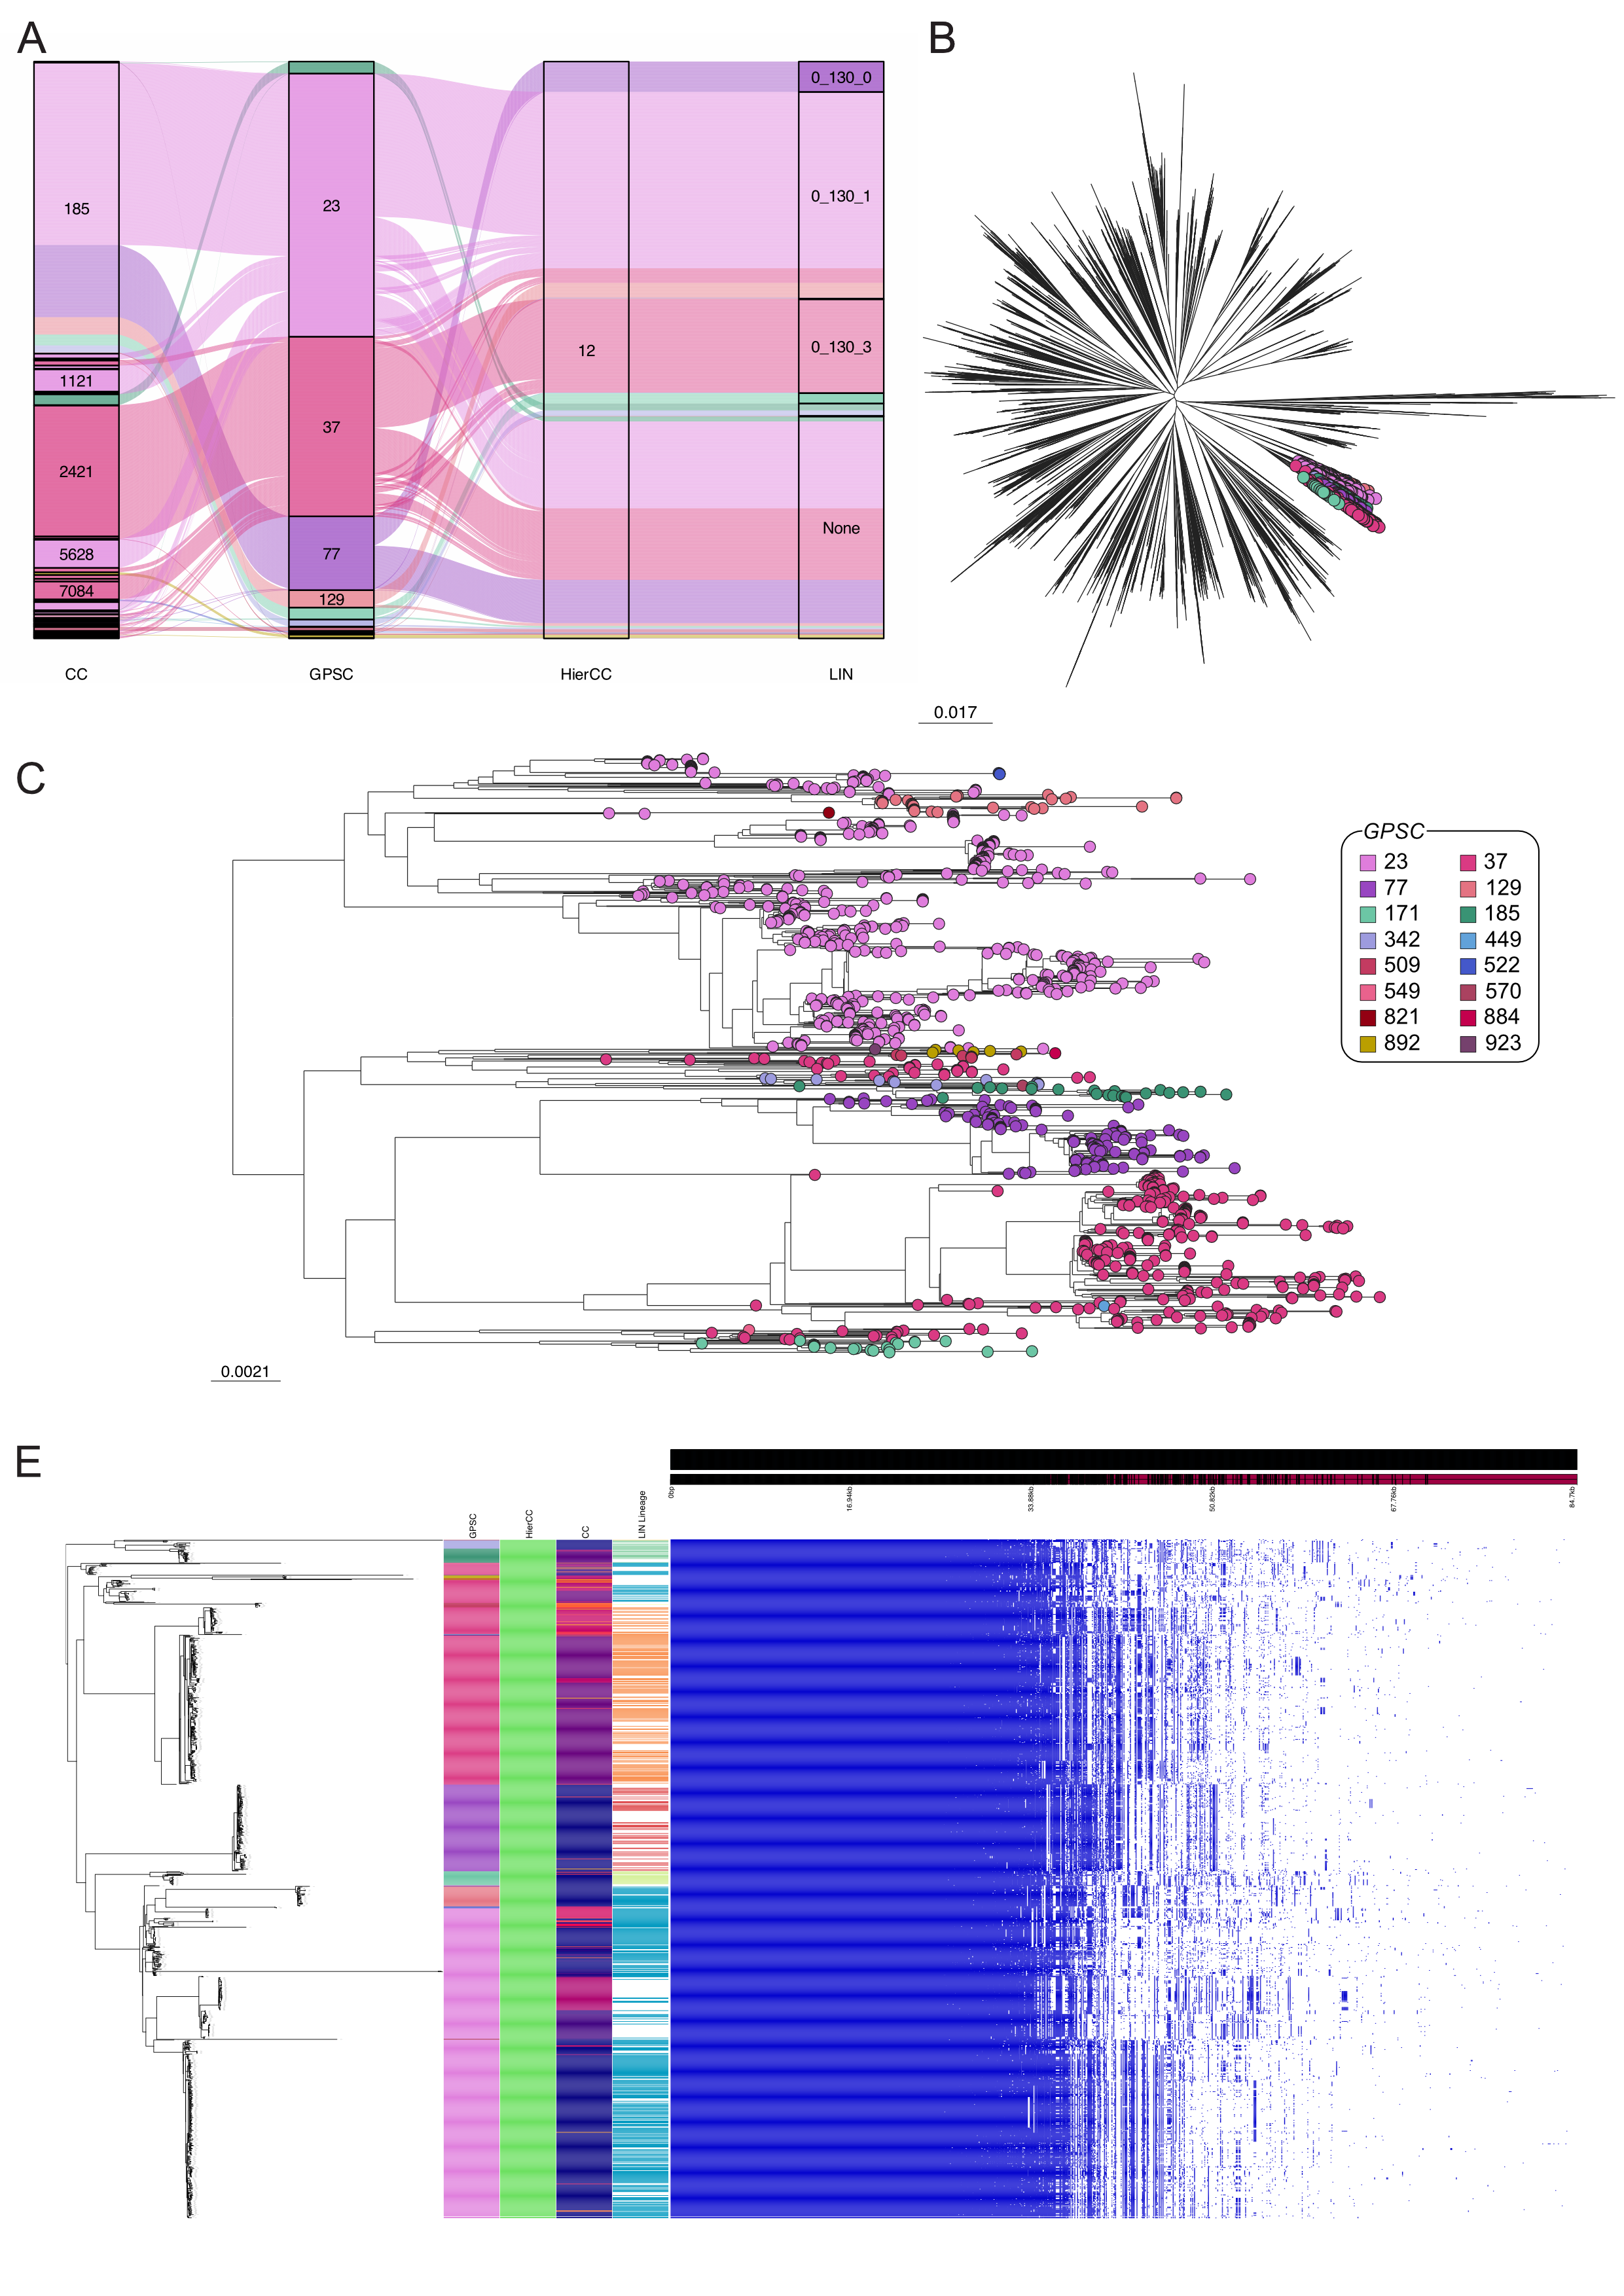 A
B
185
1121
2421
5628
7084
23
37
77
129
12
0_130_0
0_130_1
0_130_3
None
CC
GPSC
HierCC
LIN
0.017
C
GPSC
23
37
77
129
171
185
342
449
509
522
549
570
821
884
892
923
0.0021
E
0bp
16.94kb
33.88kb
50.82kb
67.76kb
84.7kb
GPSC
HierCC
CC
LIN Lineage